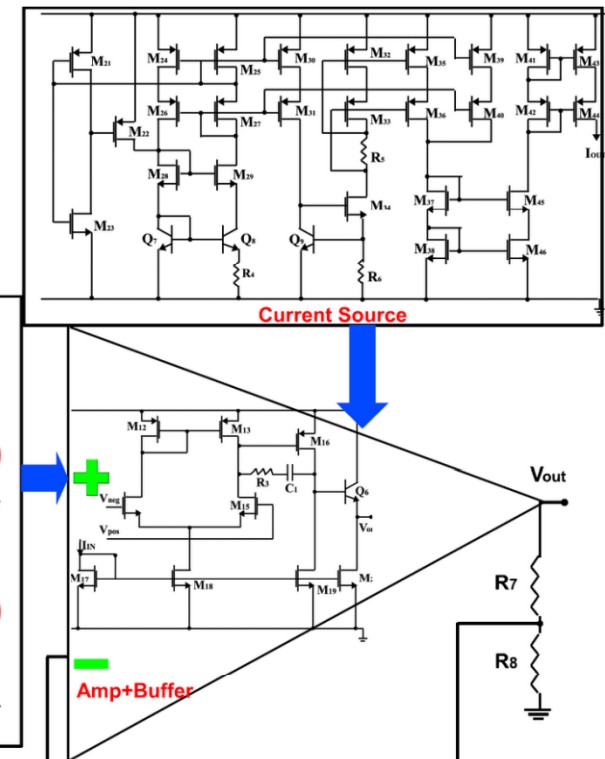 M21 M24 M25 M30 M32 M35 M39 M41 M43
M22 M26 M27 M31 M33 M36 M40 M42 M44
R5
M28 M29 M34 M37 M45
M23 Q7 Q8 Q9 M38 M46
R4 R6
Current Source
M12 M13 M16
R3 C1 Q6
Vneg M15
Vpos
IIN
M17 M18 M19
Amp+Buffer
Vout
R7
R8